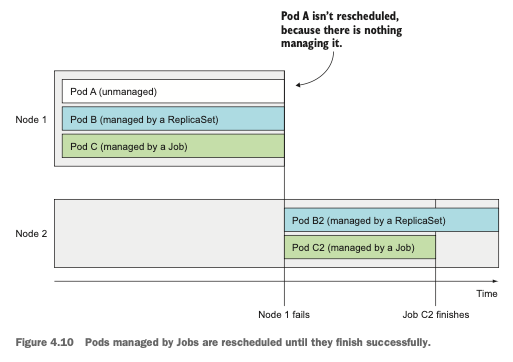 Pod A isn't rescheduled,
because there is nothing
managing it.
Node 1
Pod A (unmanaged)
Pod B (managed by a ReplicaSet)
Pod C (managed by a Job)
Node 2
Pod B2 (managed by a ReplicaSet)
Pod C2 (managed by a Job)
Time
Node 1 fails
Job C2 finishes
Figure 4.10 Pods managed by Jobs are rescheduled until they finish successfully.